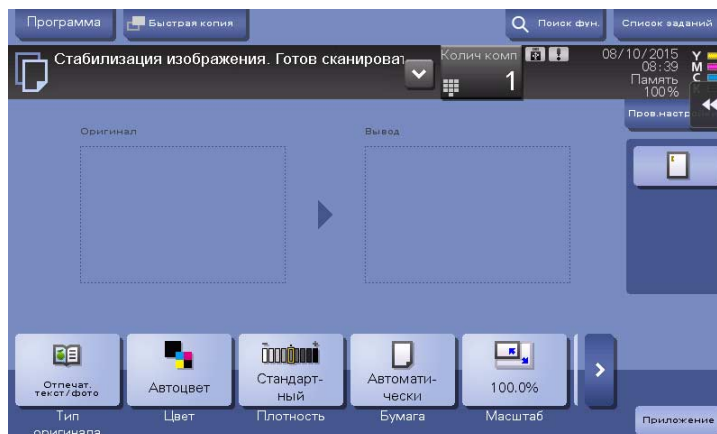 Программа
Быстрая копия
Поиск фун.
Список заданий
Стабилизация изображения. Готов сканироват
Колич комп
1
08/10/2015
08:39
Память
100%
Y
M
C
K
Пров.настр
Оригинал
Вывод
Отпечат.
текст/фото
Автоцвет
Стандарт-
ный
Автомати-
чески
100.0%
Тип
оригинала
Цвет
Плотность
Бумага
Масштаб
Приложение